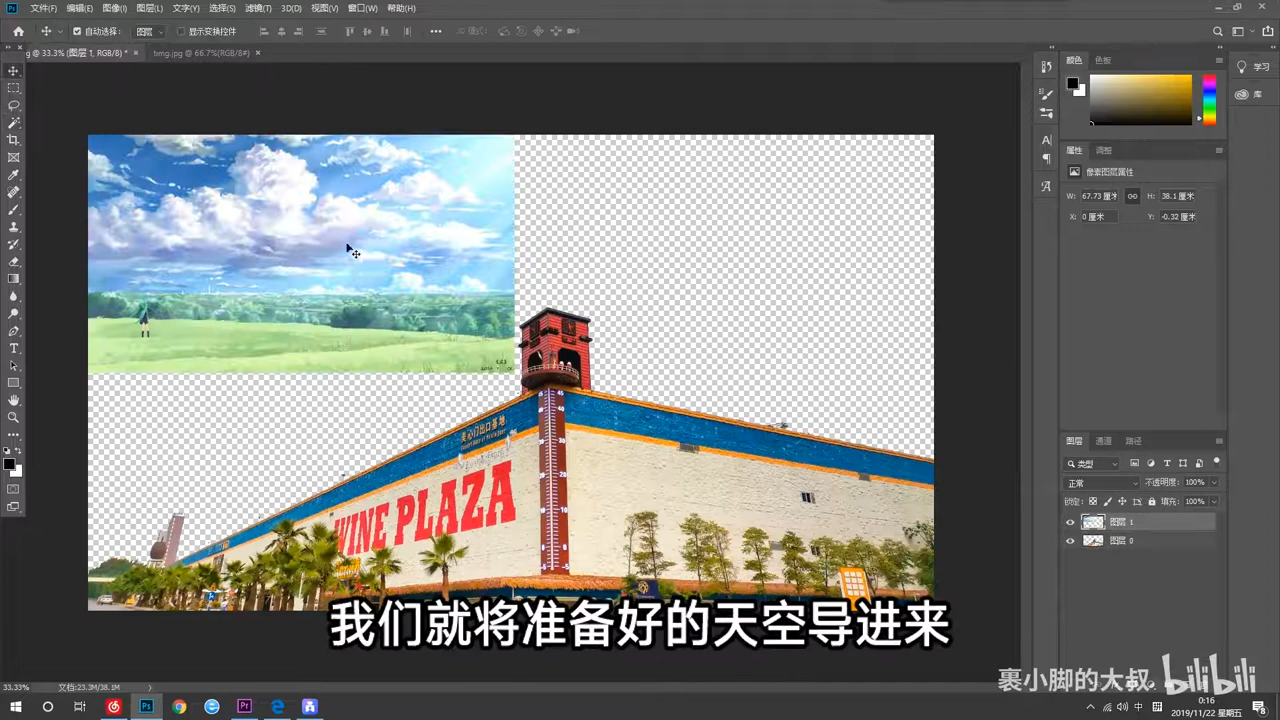 文件(F) 编辑(E) 图像(I) 图层(L) 文字(Y) 选择(S) 滤镜(T) 3D(D) 视图(V) 窗口(W) 帮助(H)
自动选择: 图层 显示变换控件
g @ 33.3% (图层 1, RGB/8) * × timg.jpg @ 66.7%(RGB/8#) ×
颜色 色板
学习
库
属性 调整
像素图层属性
W: 67.73 厘米 H: 38.1 厘米
X: 0 厘米 Y: -0.32 厘米
WINE PLAZA
图层 通道 路径
类型
正常 不透明度: 100%
锁定: 填充: 100%
图层 1
图层 0
我们就将准备好的天空导进来
裹小脚的大叔 bilibili
33.33% 文档:23.3M/38.1M
中 0:16
2019/11/22 星期五